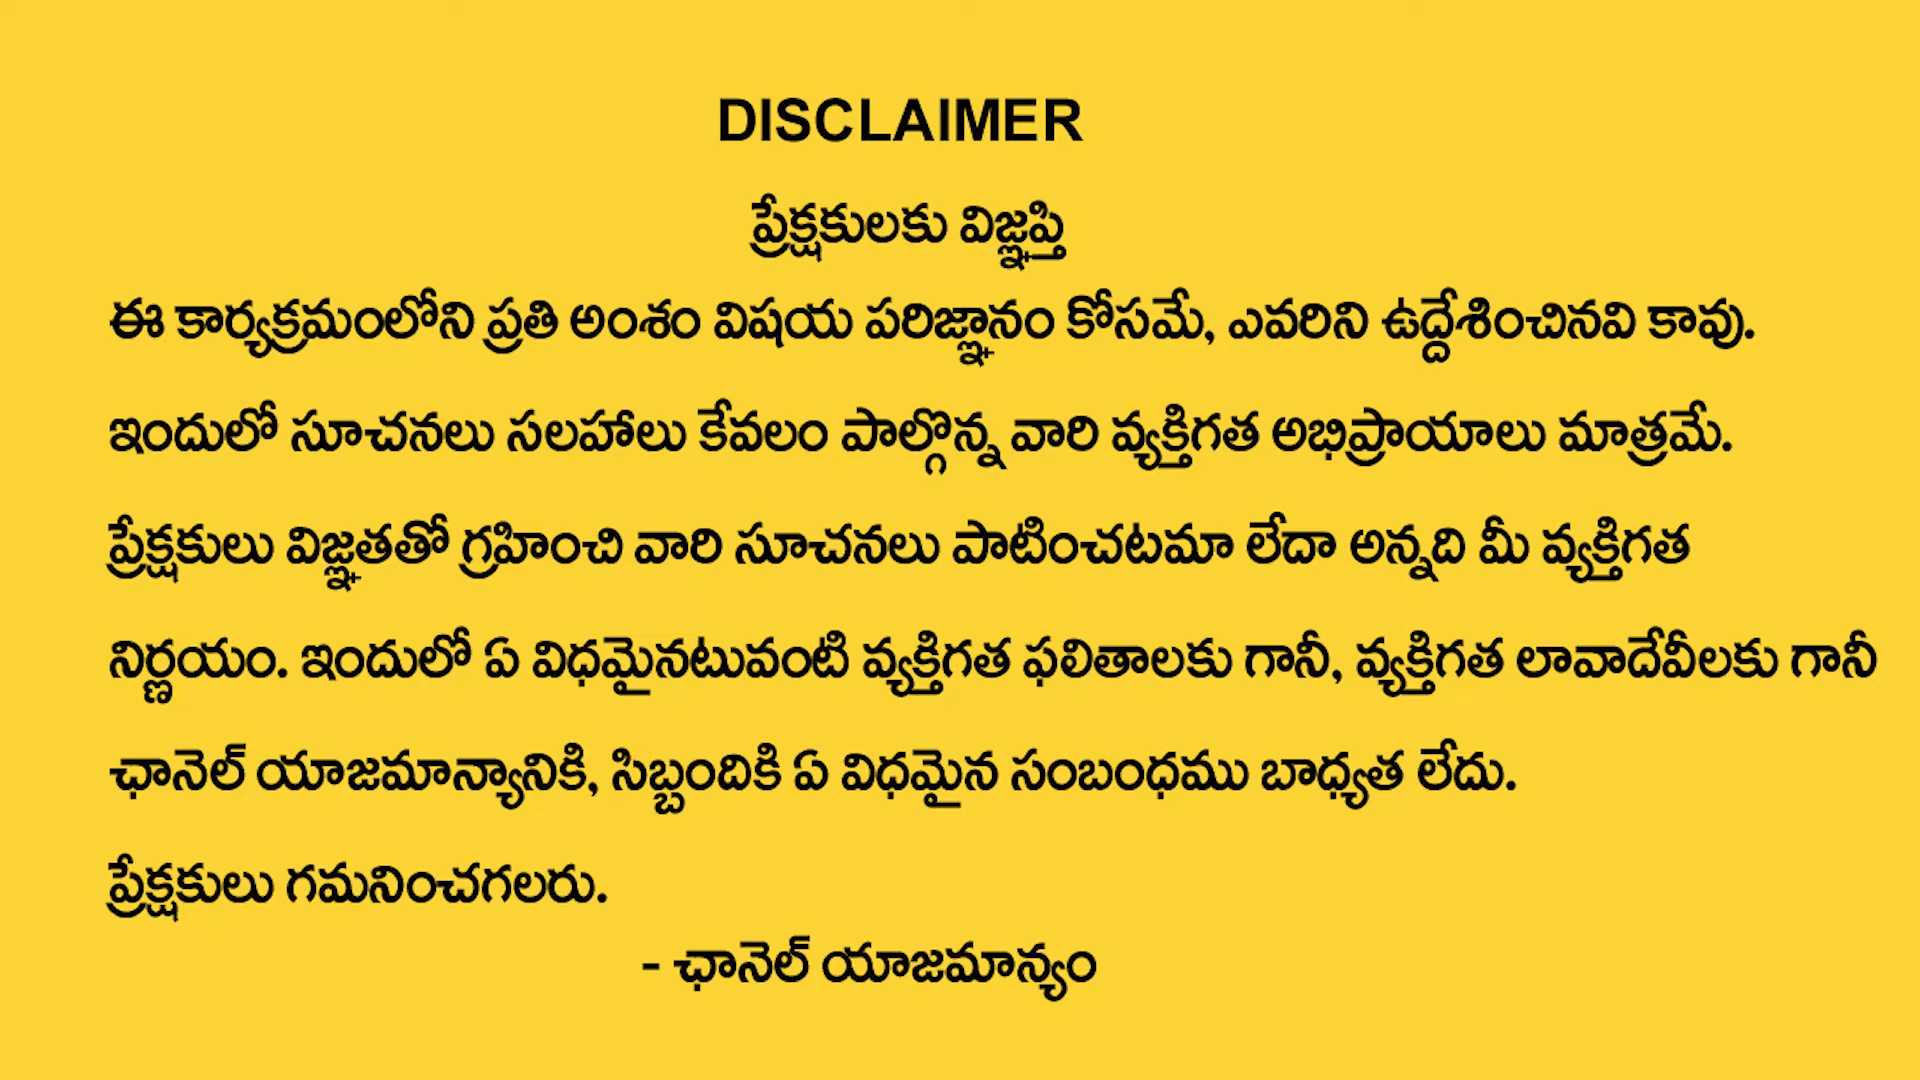 DISCLAIMER
ప్రేక్షకులకు విజ్ఞప్తి
ఈ కార్యక్రమంలోని ప్రతి అంశం విషయ పరిజ్ఞానం కోసమే, ఎవరిని ఉద్దేశించినవి కావు.
ఇందులో సూచనలు సలహాలు కేవలం పాల్గొన్న వారి వ్యక్తిగత అభిప్రాయాలు మాత్రమే.
ప్రేక్షకులు విజ్ఞతతో గ్రహించి వారి సూచనలు పాటించటమా లేదా అన్నది మీ వ్యక్తిగత
నిర్ణయం. ఇందులో ఏ విధమైనటువంటి వ్యక్తిగత ఫలితాలకు గానీ, వ్యక్తిగత లావాదేవీలకు గానీ
ఛానెల్ యాజమాన్యానికి, సిబ్బందికి ఏ విధమైన సంబంధము బాధ్యత లేదు.
ప్రేక్షకులు గమనించగలరు.
- ఛానెల్ యాజమాన్యం